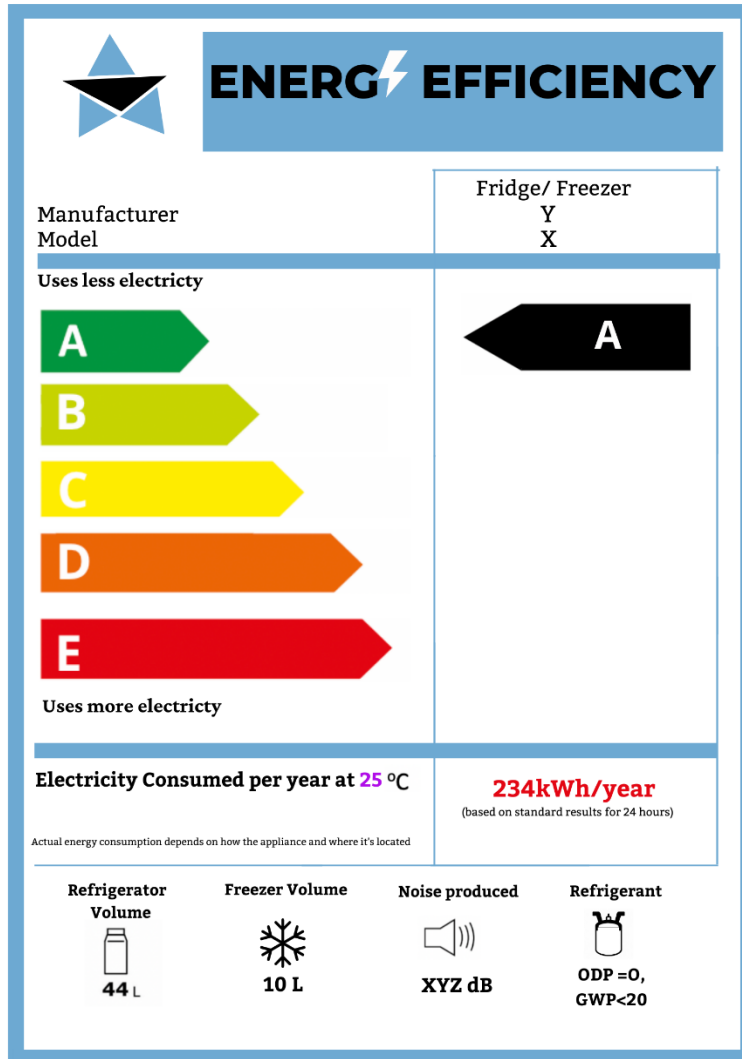 ENERG EFFICIENCY
Fridge/ Freezer
Manufacturer
Y
Model
X
Uses less electricty
A
A
B
C
D
E
Uses more electricty
Electricity Consumed per year at 25 ºC
234kWh/year
(based on standard results for 24 hours)
Actual energy consumption depends on how the appliance and where it's located
Refrigerator
Volume
44 L
Freezer Volume
10 L
Noise produced
XYZ dB
Refrigerant
ODP =O,
GWP<20